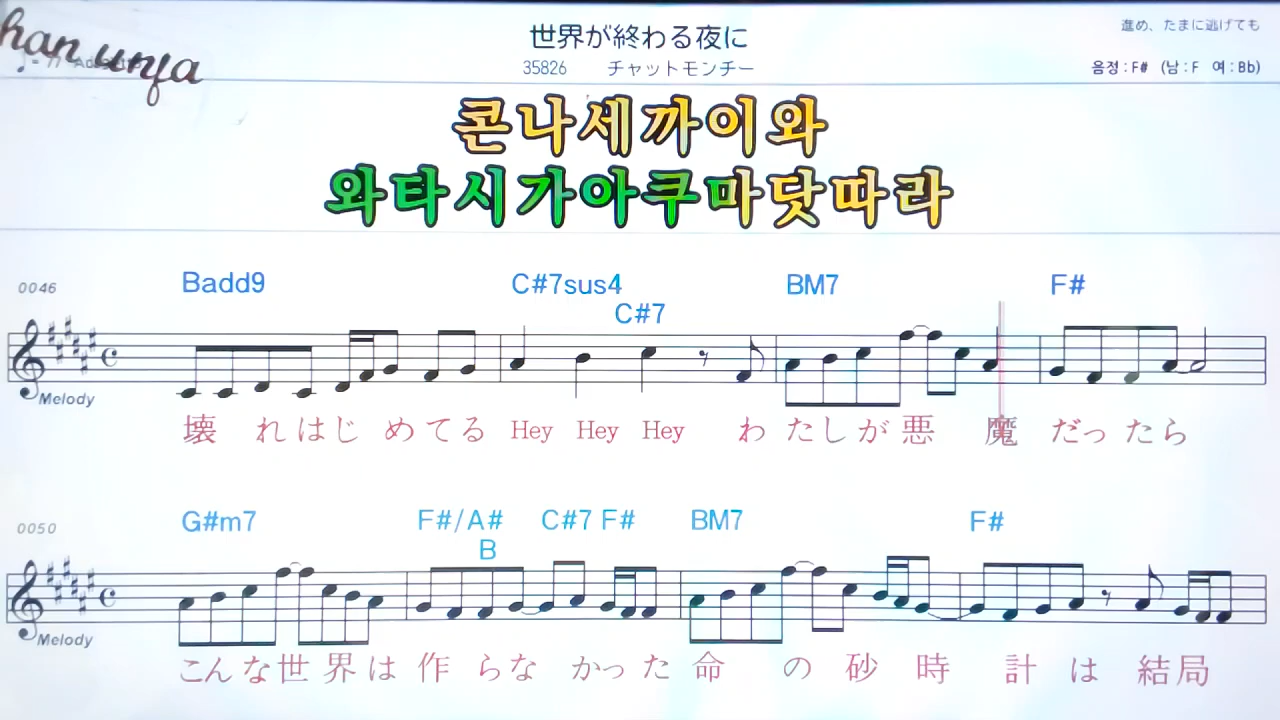 han unfa
世界が終わる夜に
進め、たまに逃げても
35826 チャットモンチー
음정 : F# (남 : F 여 : Bb)
콘나세까이와
와타시가아쿠마닷따라
0046
Badd9 C#7sus4 C#7 BM7 F#
Melody
壊 れはじ めてる Hey Hey Hey わ たしが悪 魔 だっ たら
0050
G#m7 F#/A# B C#7 F# BM7 F#
Melody
こんな世 界 は 作 らな かった 命 の 砂 時 計 は 結局